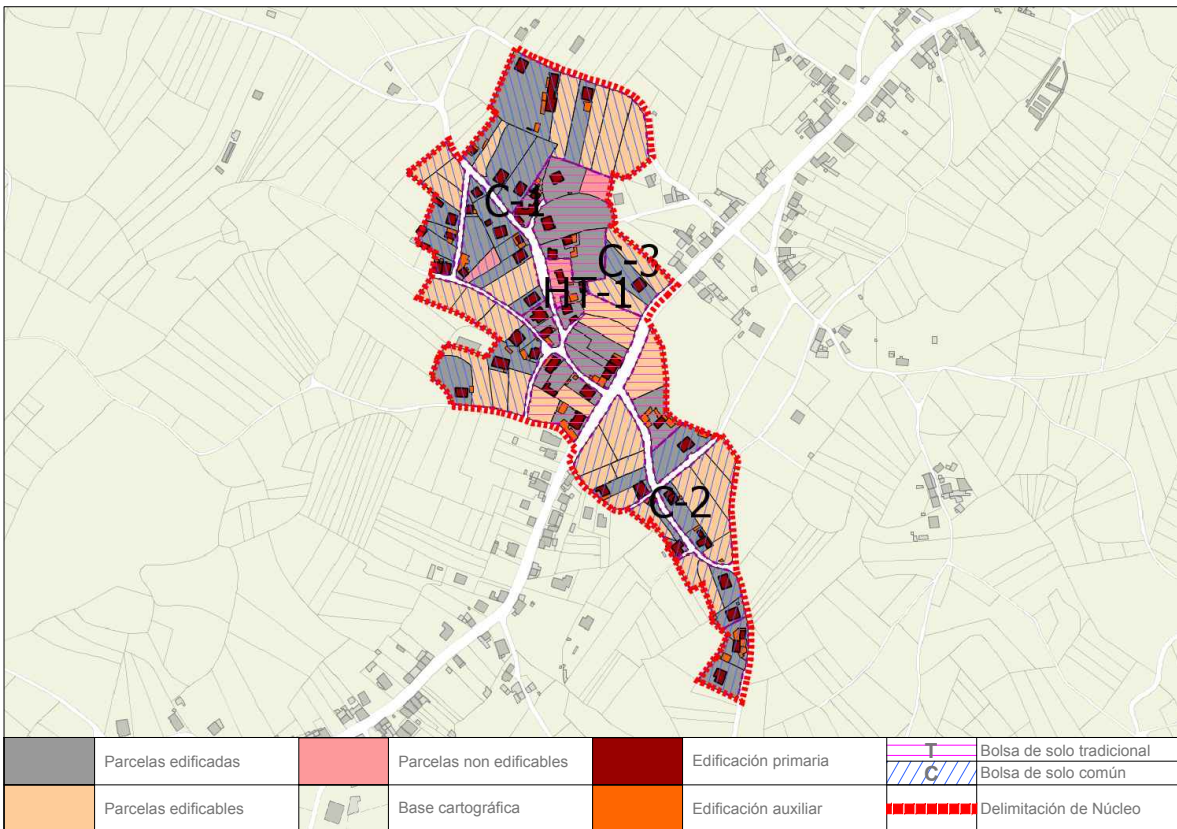 C-1
C-3
HT-1
C-2
Parcelas edificadas
Parcelas non edificables
Edificación primaria
T
Bolsa de solo tradicional
C
Bolsa de solo común
Parcelas edificables
Base cartográfica
Edificación auxiliar
Delimitación de Núcleo